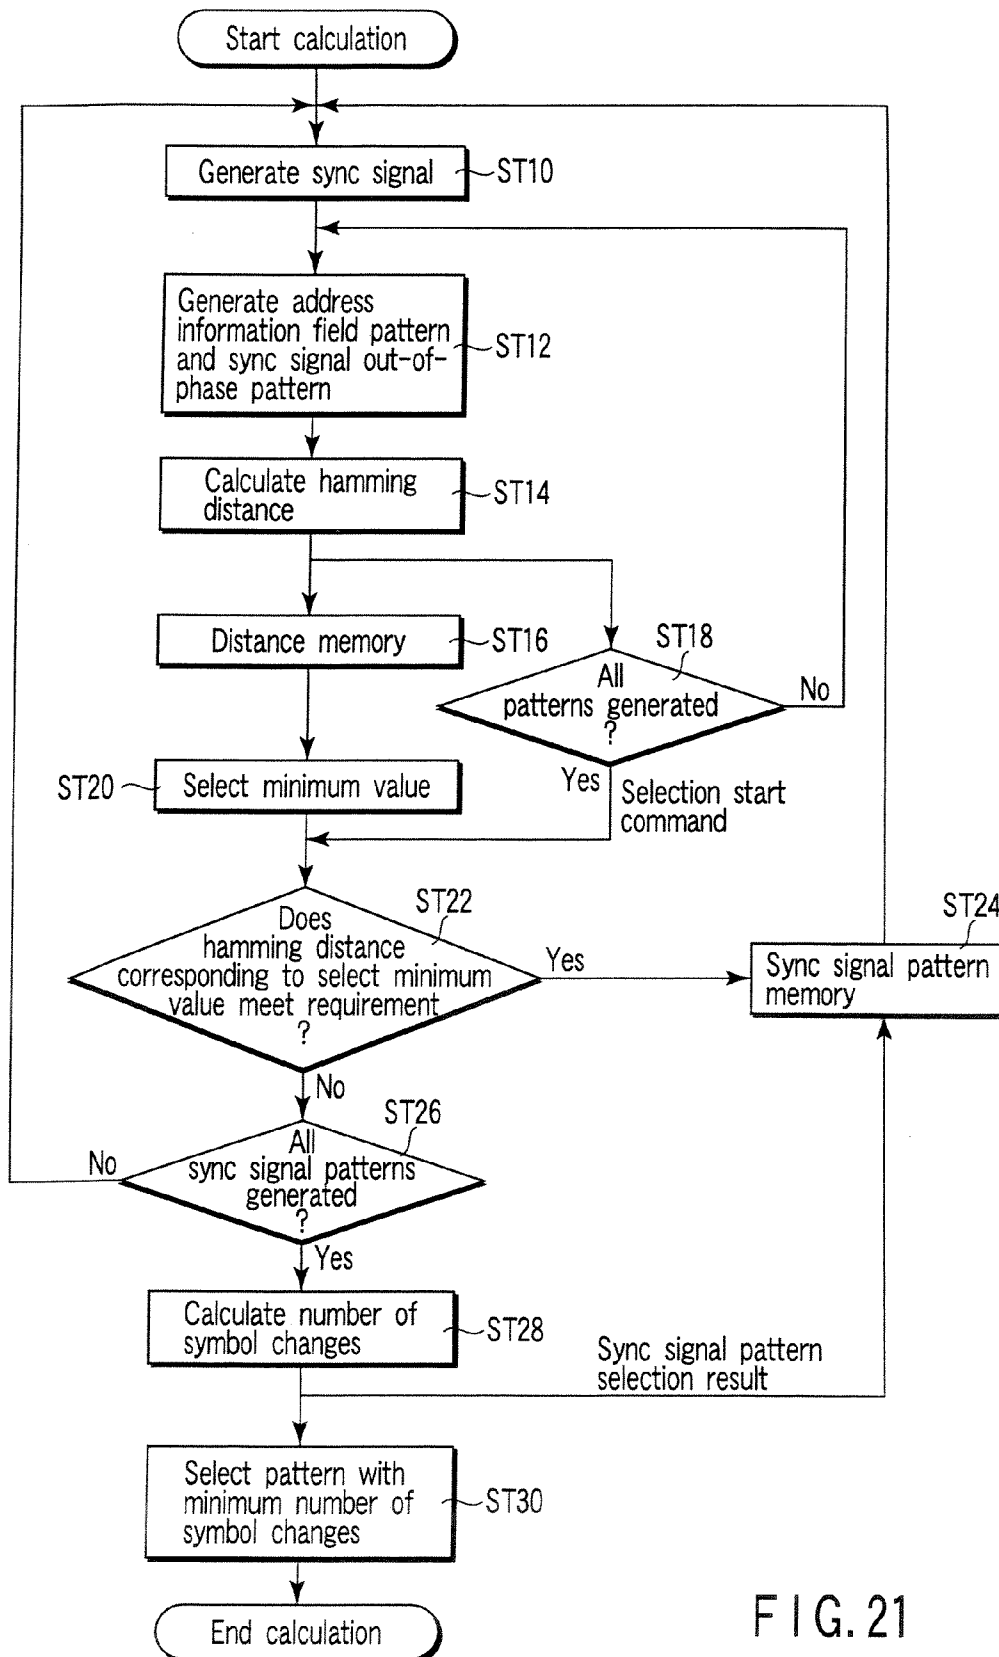 Start calculation
Generate sync signal
ST10
Generate address
information field pattern
and sync signal out-of-
phase pattern
ST12
Calculate hamming
distance
ST14
Distance memory
ST16
ST18
All
patterns generated
?
No
Yes
Selection start
command
ST20
Select minimum value
ST22
Does
hamming distance
corresponding to select minimum
value meet requirement
?
Yes
No
ST24
Sync signal pattern
memory
ST26
All
sync signal patterns
generated
?
No
Yes
Calculate number of
symbol changes
ST28
Sync signal pattern
selection result
Select pattern with
minimum number of
symbol changes
ST30
End calculation
FIG. 21